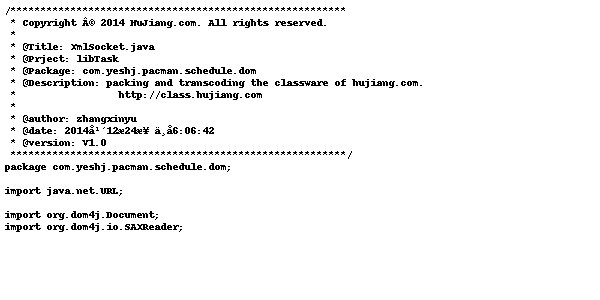 /********************************************************
 * Copyright Â© 2014 HuJiang.com. All rights reserved.
 *
 * @Title: XmlSocket.java
 * @Prject: libTask
 * @Package: com.yeshj.pacman.schedule.dom
 * @Description: packing and transcoding the classware of hujiang.com.
 *                 http://class.hujiang.com
 *
 * @author: zhangxinyu
 * @date: 2014å¹´12æ24æ¥ ä¸å6:06:42
 * @version: V1.0
 ********************************************************/
package com.yeshj.pacman.schedule.dom;

import java.net.URL;

import org.dom4j.Document;
import org.dom4j.io.SAXReader;